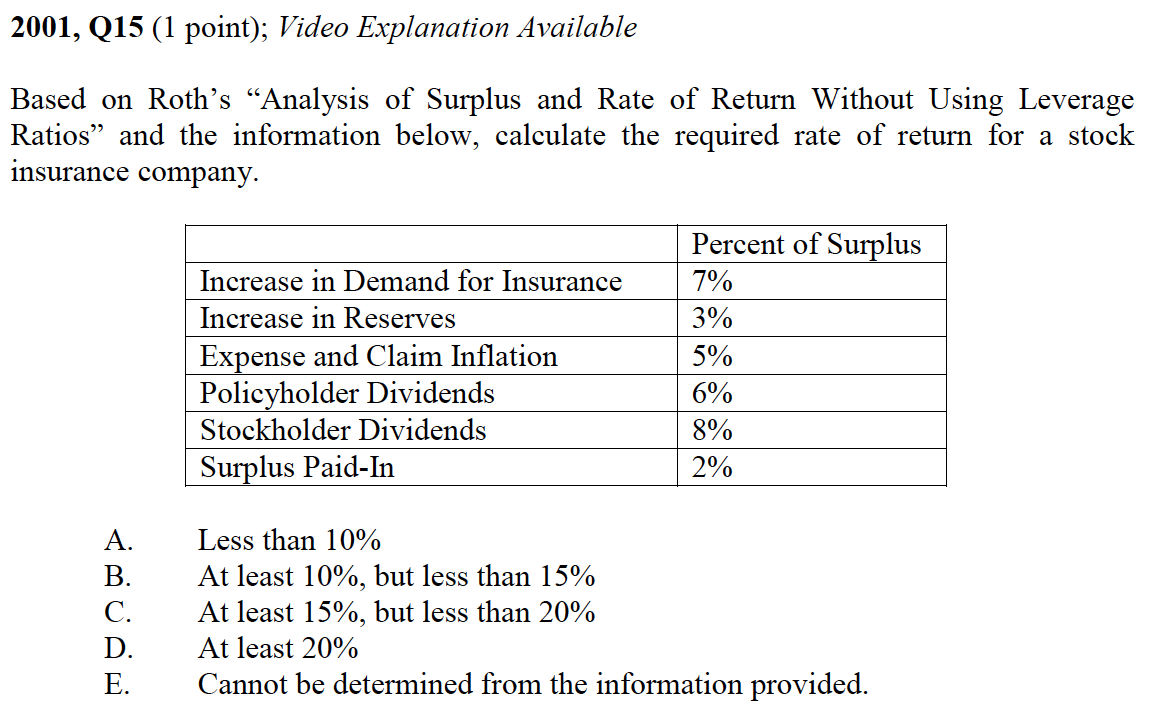 2001, Q15 (1 point); Video Explanation Available
Based on Roth’s “Analysis of Surplus and Rate of Return Without Using Leverage
Ratios” and the information below, calculate the required rate of return for a stock
insurance company.
Percent of Surplus
Increase in Demand for Insurance 7%
Increase in Reserves 3%
Expense and Claim Inflation 5%
Policyholder Dividends 6%
Stockholder Dividends 8%
Surplus Paid-In 2%
A. Less than 10%
B. At least 10%, but less than 15%
C. At least 15%, but less than 20%
D. At least 20%
E. Cannot be determined from the information provided.